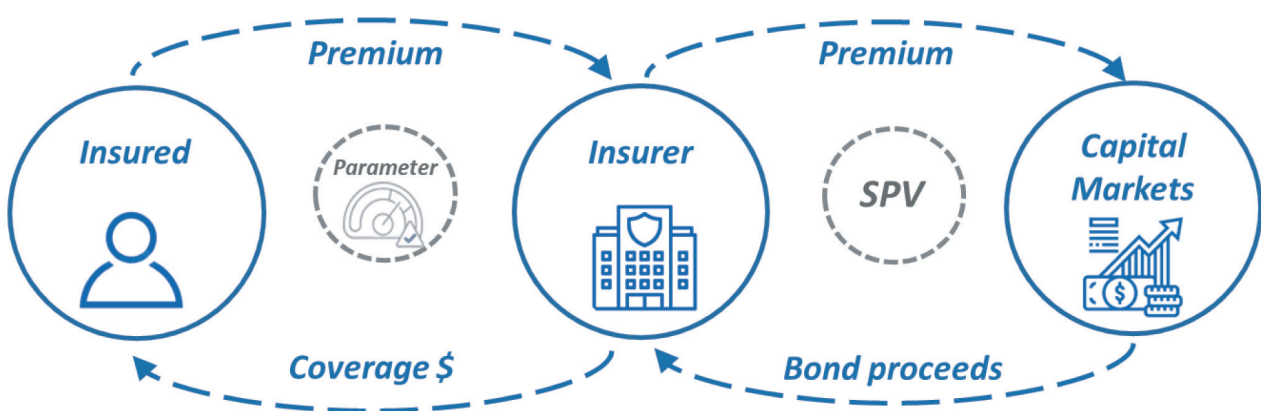 Premium
Premium
Insured
Parameter
Insurer
SPV
Capital
Markets
$
Coverage $
Bond proceeds